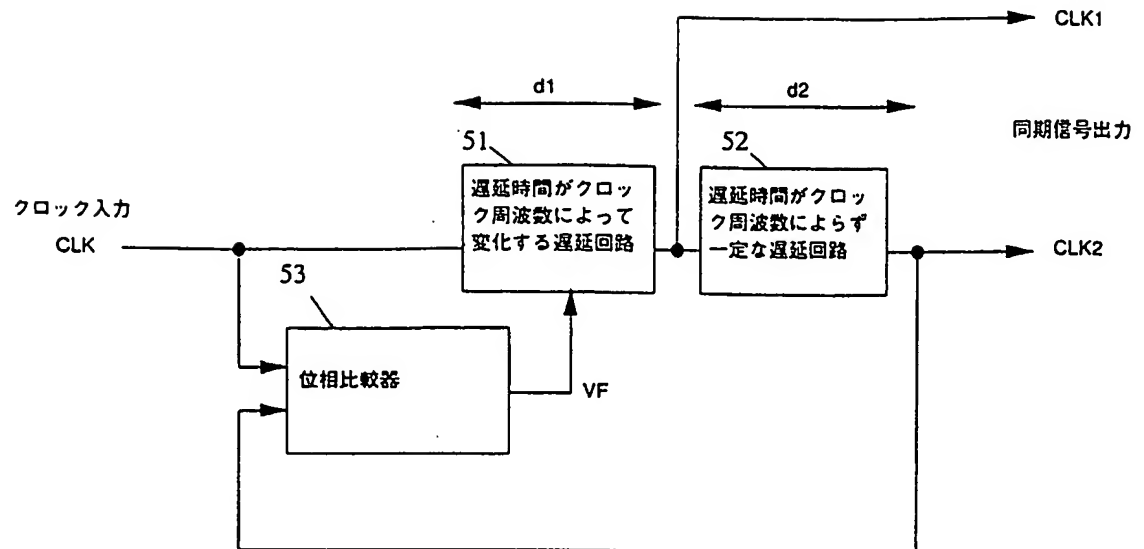 CLK1
d1
d2
同期信号出力
51
52
遅延時間がクロッ
ク周波数によって
変化する遅延回路
遅延時間がクロッ
ク周波数によらず
一定な遅延回路
クロック入力
CLK
CLK2
53
位相比較器
VF